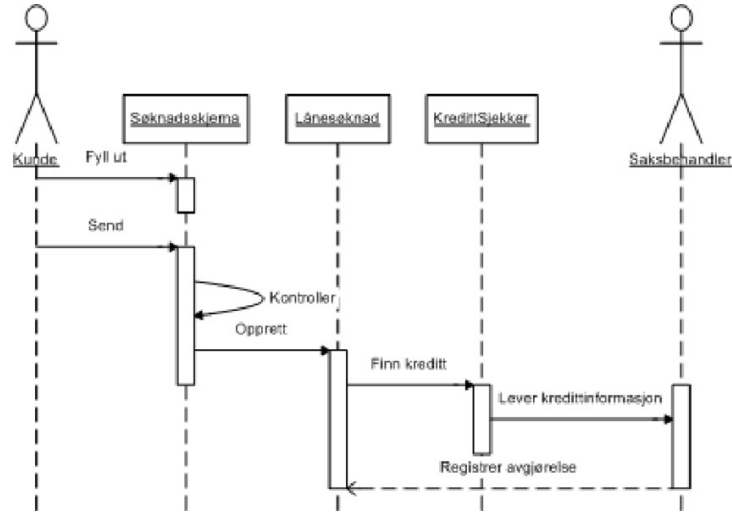 Søknadsskjema
Lånesøknad
KredittSjekker
Kunde
Saksbehandler
Fyll ut
Send
Kontroller
Opprett
Finn kreditt
Lever kredittinformasjon
Registrer avgjørelse